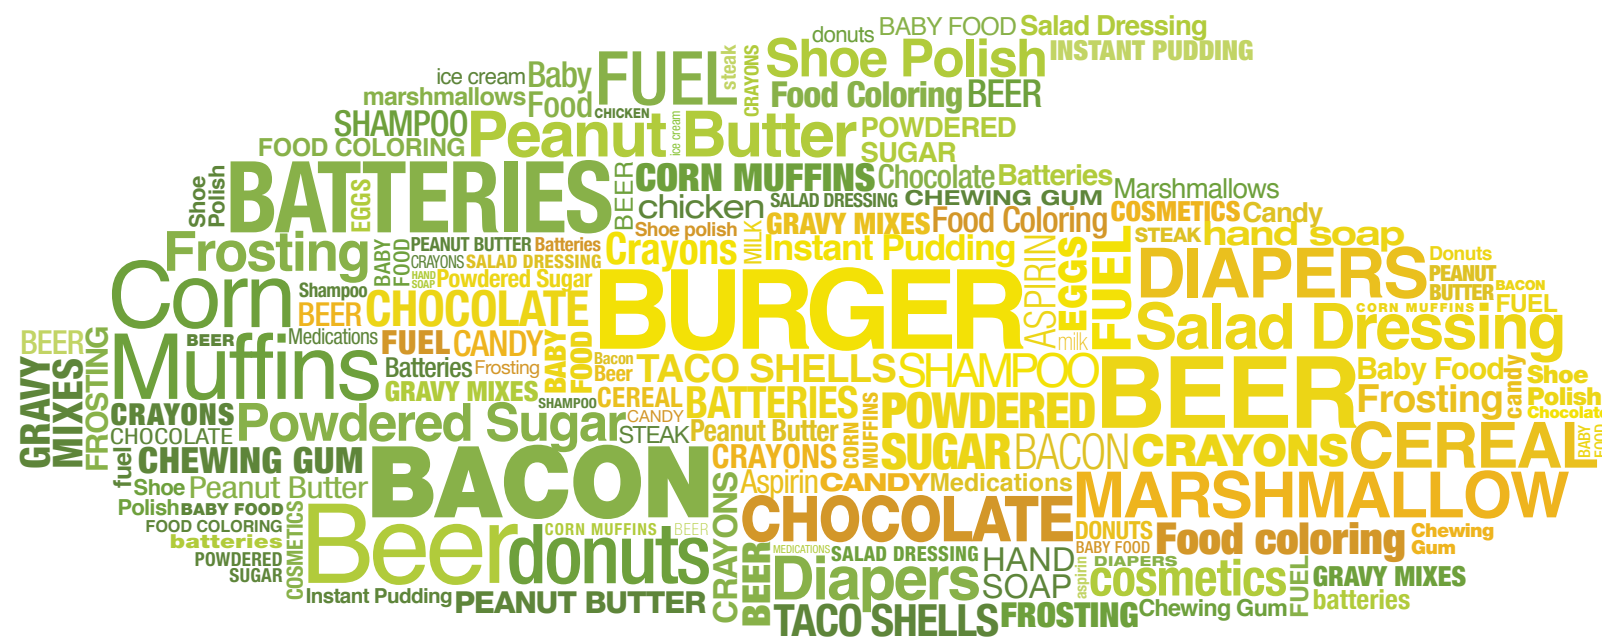 donuts
BABY FOOD
Salad Dressing
Shoe Polish
INSTANT PUDDING
ice cream
Baby
Food
FUEL
steak
CRAYONS
marshmallows
CHICKEN
Food Coloring
BEER
SHAMPOO
Peanut Butter
ice cream
POWDERED
SUGAR
FOOD COLORING
Shoe
Polish
BATTERIES
EGGS
BEER
CORN MUFFINS
Chocolate
Batteries
Marshmallows
chicken
SALAD DRESSING
CHEWING GUM
COSMETICS
Candy
Shoe polish
MILK
GRAVY MIXES
Food Coloring
STEAK
hand soap
Frosting
BABY
FOOD
PEANUT BUTTER
Batteries
CRAYONS
SALAD DRESSING
Crayons
Instant Pudding
ASPIRIN
EGGS
FUEL
DIAPERS
Donuts
PEANUT
BUTTER
BACON
FUEL
Corn
Muffins
Shampoo
HAND
SOAP
Powdered Sugar
BEER
CHOCOLATE
BURGER
milk
Salad Dressing
CORN MUFFINS
BEER
GRAVY
MIXES
FROSTING
BEER
Medications
FUEL
CANDY
BABY
FOOD
Batteries
Frosting
Bacon
Beer
TACO SHELLS
SHAMPOO
BEER
Baby Food
candy
Shoe
Polish
Chocolate
GRAVY MIXES
SHAMPOO
CEREAL
BATTERIES
POWDERED
SUGAR
Frosting
CRAYONS
Powdered Sugar
CANDY
STEAK
Peanut Butter
CORN
MUFFINS
CHOCOLATE
fuel
CHEWING GUM
BACON
CRAYONS
BACON
CRAYONS
CEREAL
BABY
FOOD
Shoe
Polish
Peanut Butter
CRAYONS
Aspirin
CANDY
Medications
MARSHMALLOW
BABY FOOD
FOOD COLORING
batteries
COSMETICS
Beer
CORN MUFFINS
BEER
donuts
CHOCOLATE
DONUTS
BABY FOOD
Food coloring
Chewing
Gum
POWDERED
SUGAR
BEER
MEDICATIONS
SALAD DRESSING
HAND
SOAP
Diapers
aspirin
DIAPERS
cosmetics
FUEL
GRAVY MIXES
batteries
Instant Pudding
PEANUT BUTTER
TACO SHELLS
FROSTING
Chewing Gum